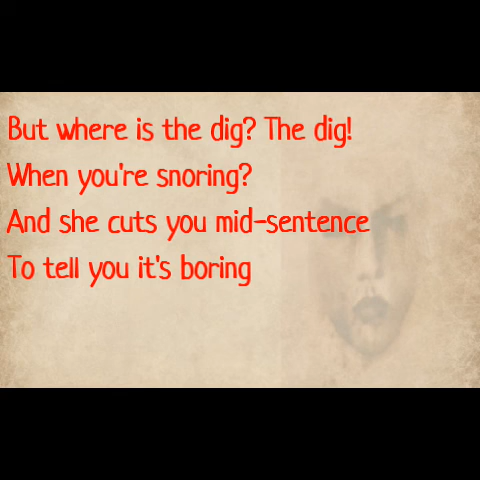 But where is the dig? The dig!
When you're snoring?
And she cuts you mid-sentence
To tell you it's boring